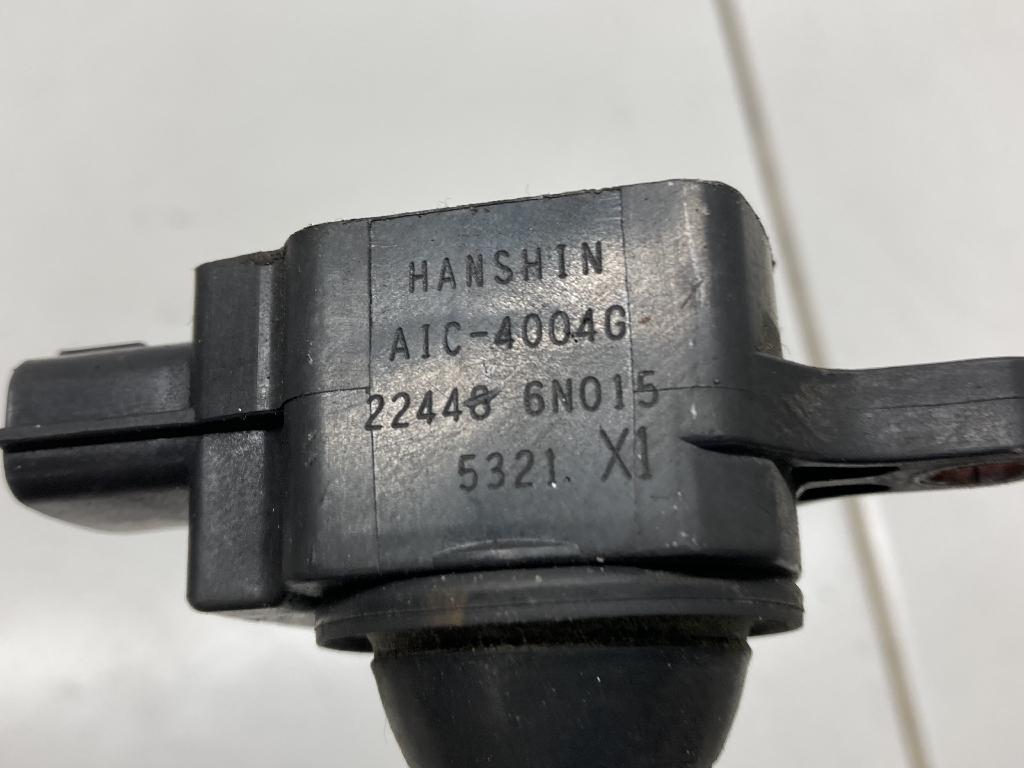 HANSHIN
AIC-4004G
22448 6N015
5321. X1